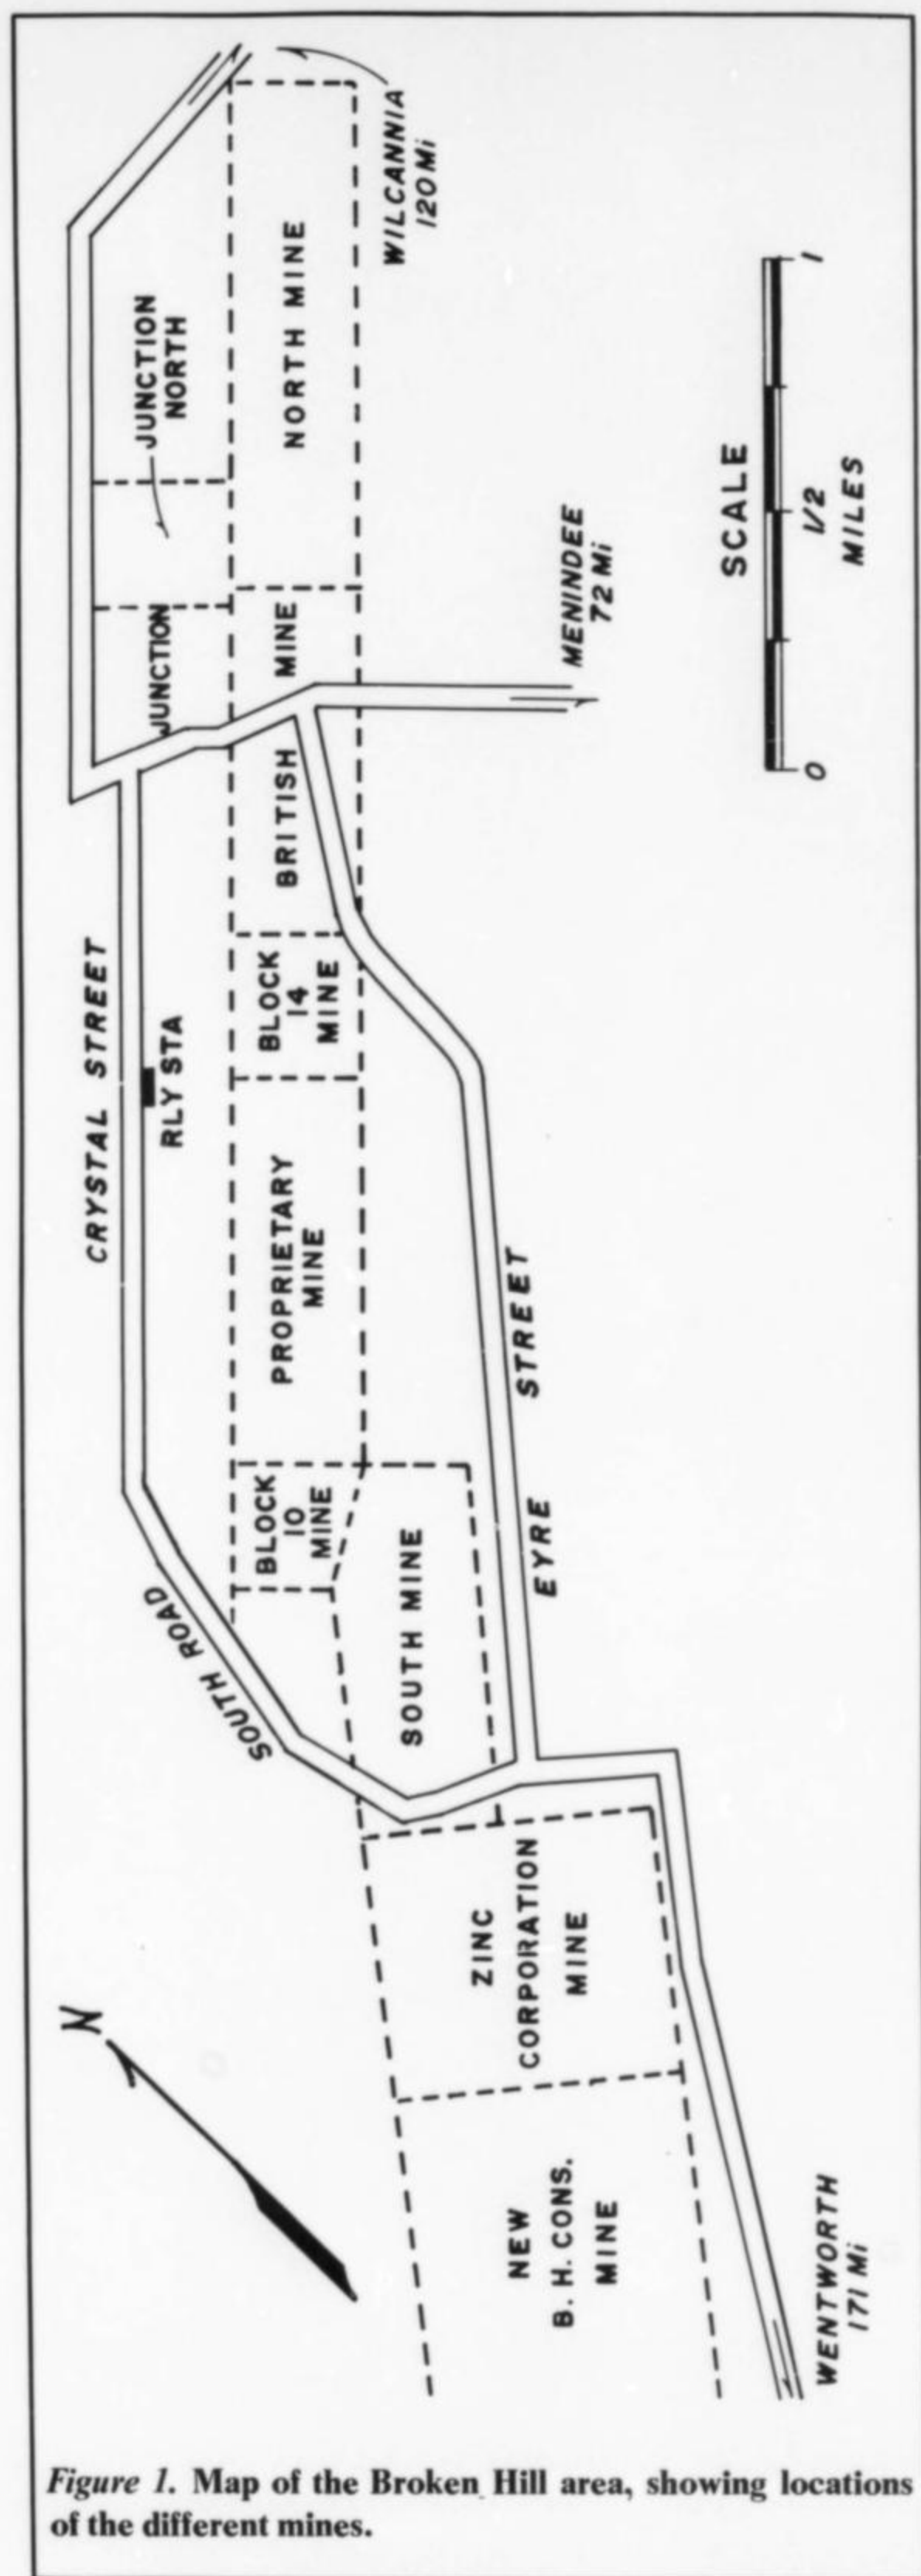 N
WILCANNIA
120 Mi
JUNCTION
NORTH
NORTH MINE
JUNCTION
MINE
BRITISH
MENINDEE
72 Mi
SCALE
0
1/2
1
MILES
CRYSTAL STREET
RLY STA
BLOCK
14
MINE
PROPRIETARY
MINE
BLOCK
10
MINE
SOUTH MINE
SOUTH ROAD
EYRE STREET
ZINC
CORPORATION
MINE
NEW
B. H. CONS.
MINE
WENTWORTH
171 Mi
Figure 1. Map of the Broken Hill area, showing locations
of the different mines.